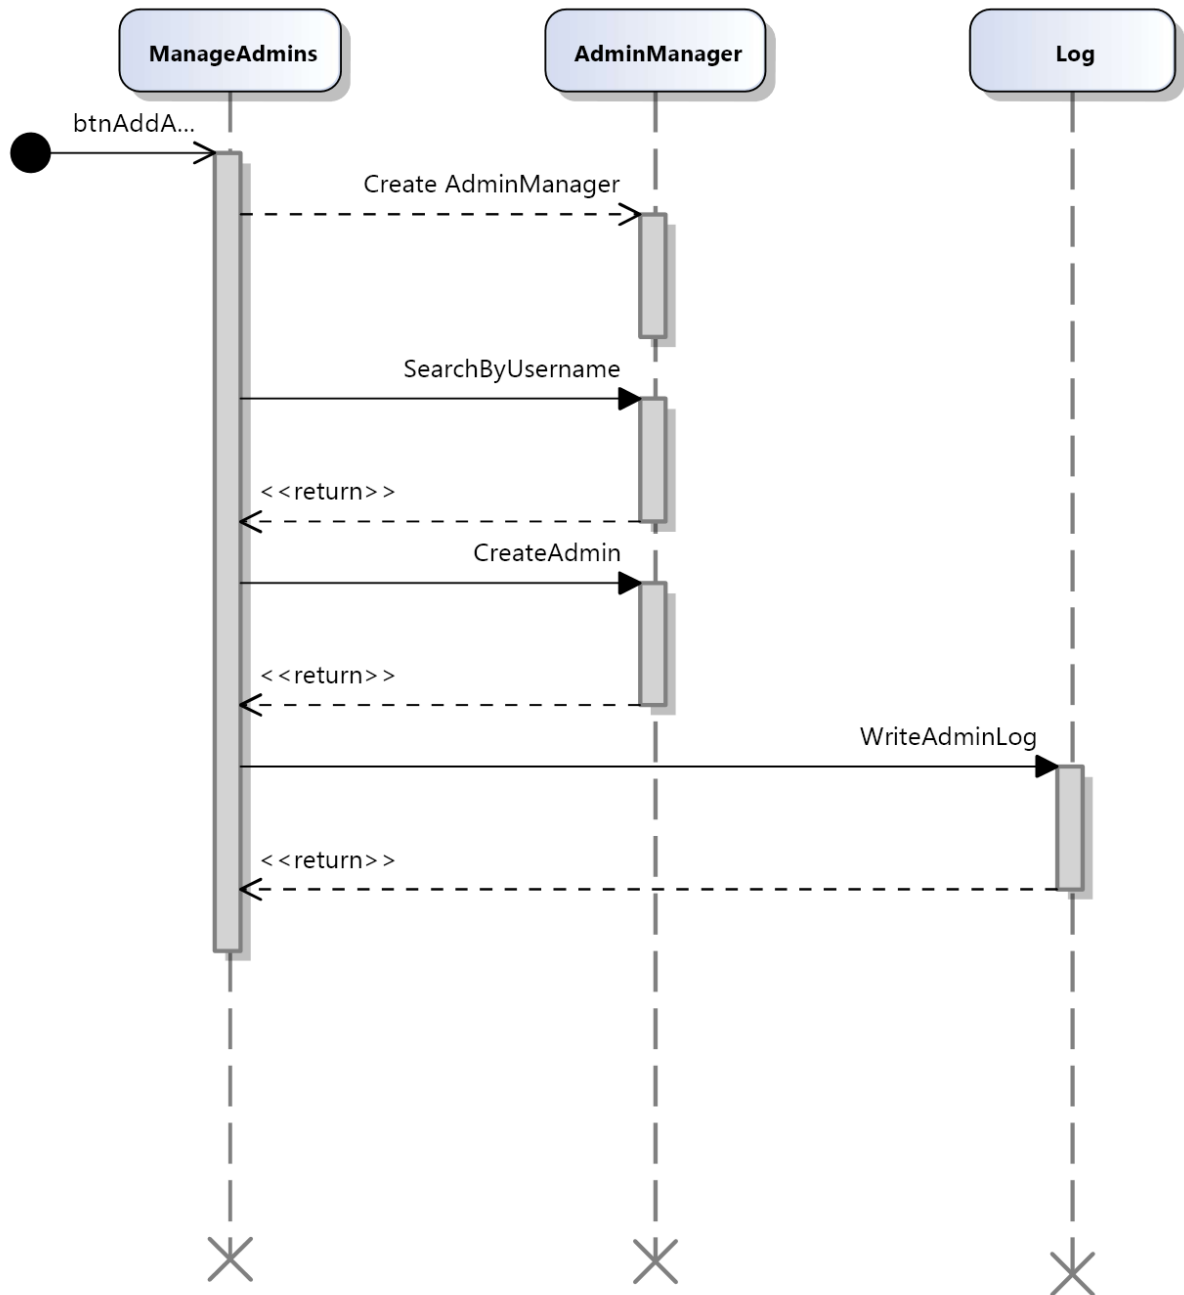 ManageAdmins
AdminManager
Log
btnAddA...
Create AdminManager
SearchByUsername
<<return>>
CreateAdmin
<<return>>
WriteAdminLog
<<return>>